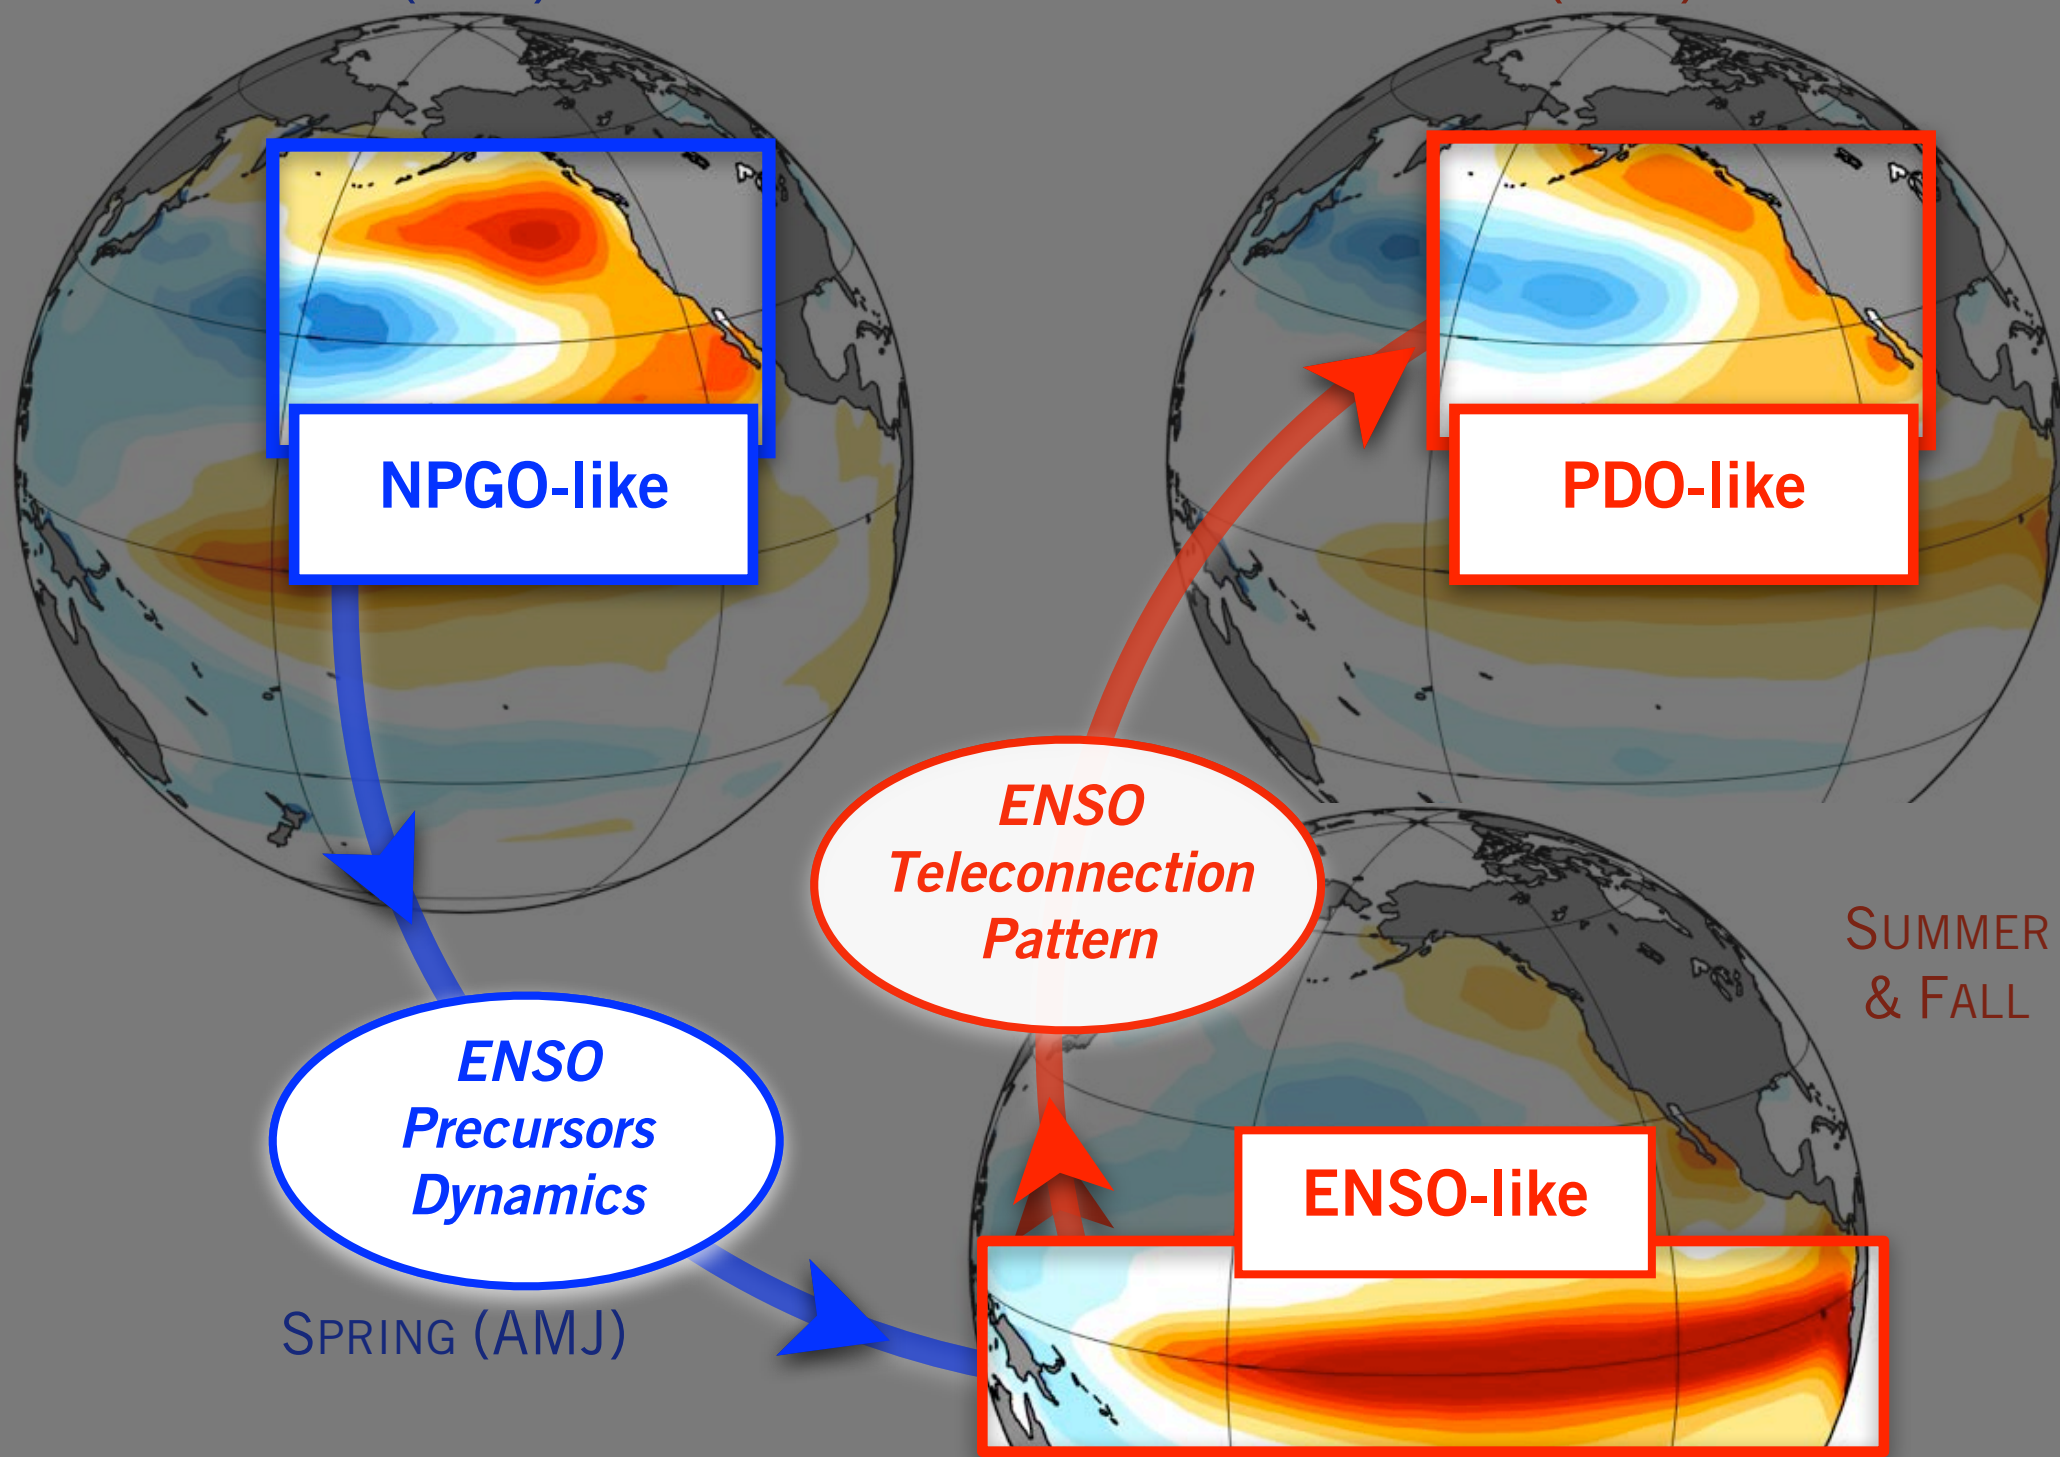 NPGO-like
PDO-like
ENSO
Teleconnection
Pattern
SUMMER
& FALL
ENSO
Precursors
Dynamics
ENSO-like
SPRING (AMJ)